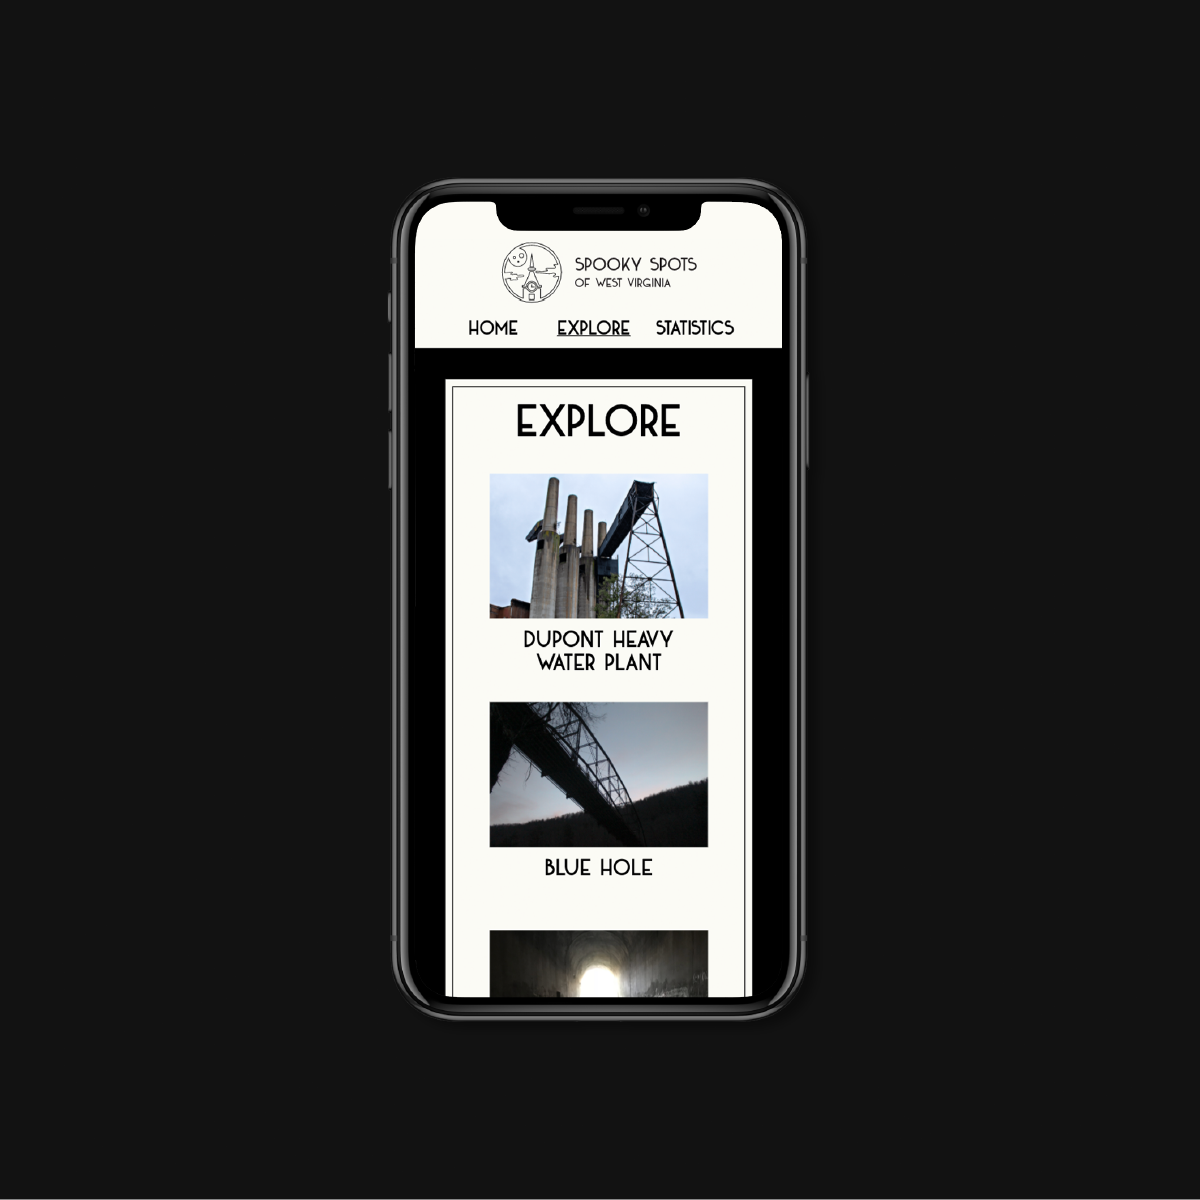 SPOOKY SPOTS
OF WEST VIRGINIA
HOME EXPLORE STATISTICS
EXPLORE
DUPONT HEAVY
WATER PLANT
BLUE HOLE